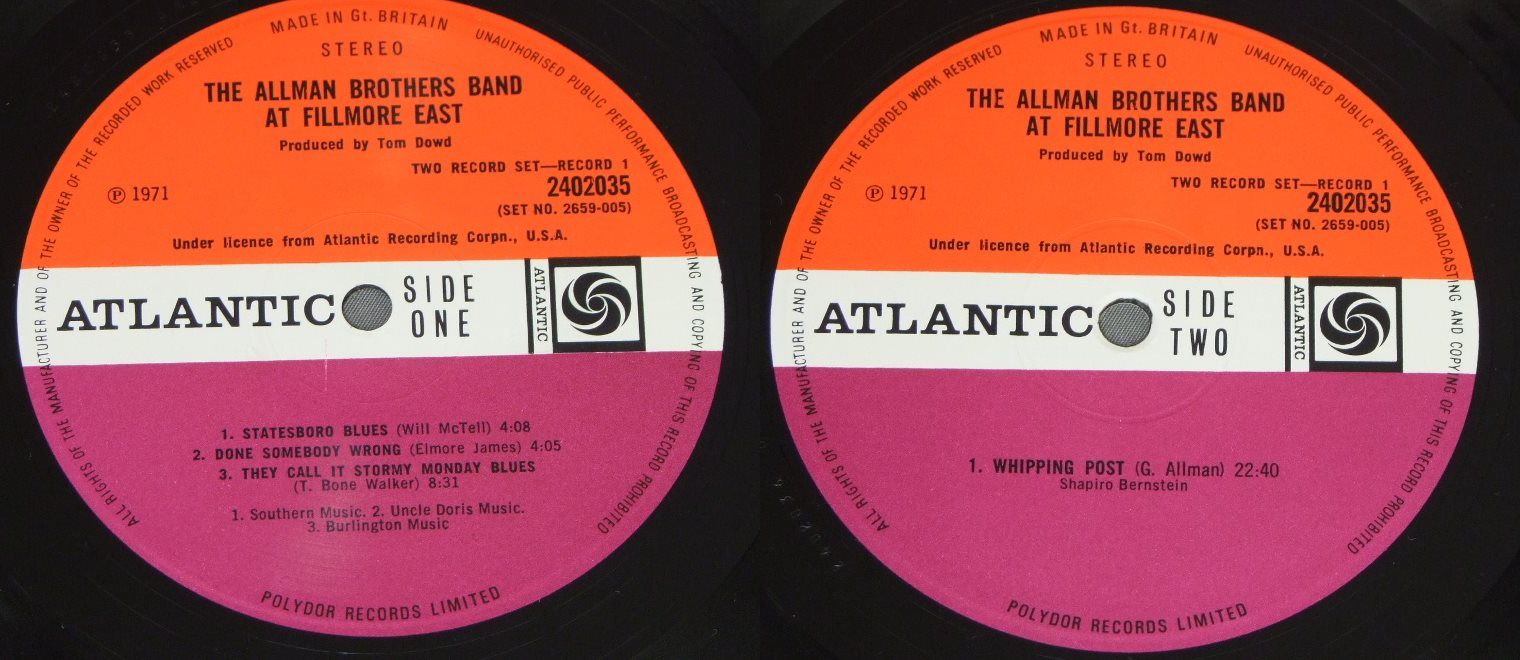 MADE IN Gt. BRITAIN
STEREO
THE ALLMAN BROTHERS BAND
AT FILLMORE EAST
Produced by Tom Dowd
TWO RECORD SET—RECORD 1
2402035
(SET NO. 2659-005)
℗ 1971
Under licence from Atlantic Recording Corpn., U.S.A.
ATLANTIC
SIDE
ONE
ATLANTIC
1. STATESBORO BLUES (Will McTell) 4:08
2. DONE SOMEBODY WRONG (Elmore James) 4:05
3. THEY CALL IT STORMY MONDAY BLUES
(T. Bone Walker) 8:31
1. Southern Music. 2. Uncle Doris Music.
3. Burlington Music
POLYDOR RECORDS LIMITED
ALL RIGHTS OF THE MANUFACTURER AND OF THE OWNER OF THE RECORDED WORK RESERVED
UNAUTHORISED PUBLIC PERFORMANCE BROADCASTING AND COPYING OF THIS RECORD PROHIBITED
MADE IN Gt. BRITAIN
STEREO
THE ALLMAN BROTHERS BAND
AT FILLMORE EAST
Produced by Tom Dowd
TWO RECORD SET—RECORD 1
2402035
(SET NO. 2659-005)
℗ 1971
Under licence from Atlantic Recording Corpn., U.S.A.
ATLANTIC
SIDE
TWO
ATLANTIC
1. WHIPPING POST (G. Allman) 22:40
Shapiro Bernstein
POLYDOR RECORDS LIMITED
ALL RIGHTS OF THE MANUFACTURER AND OF THE OWNER OF THE RECORDED WORK RESERVED
UNAUTHORISED PUBLIC PERFORMANCE BROADCASTING AND COPYING OF THIS RECORD PROHIBITED